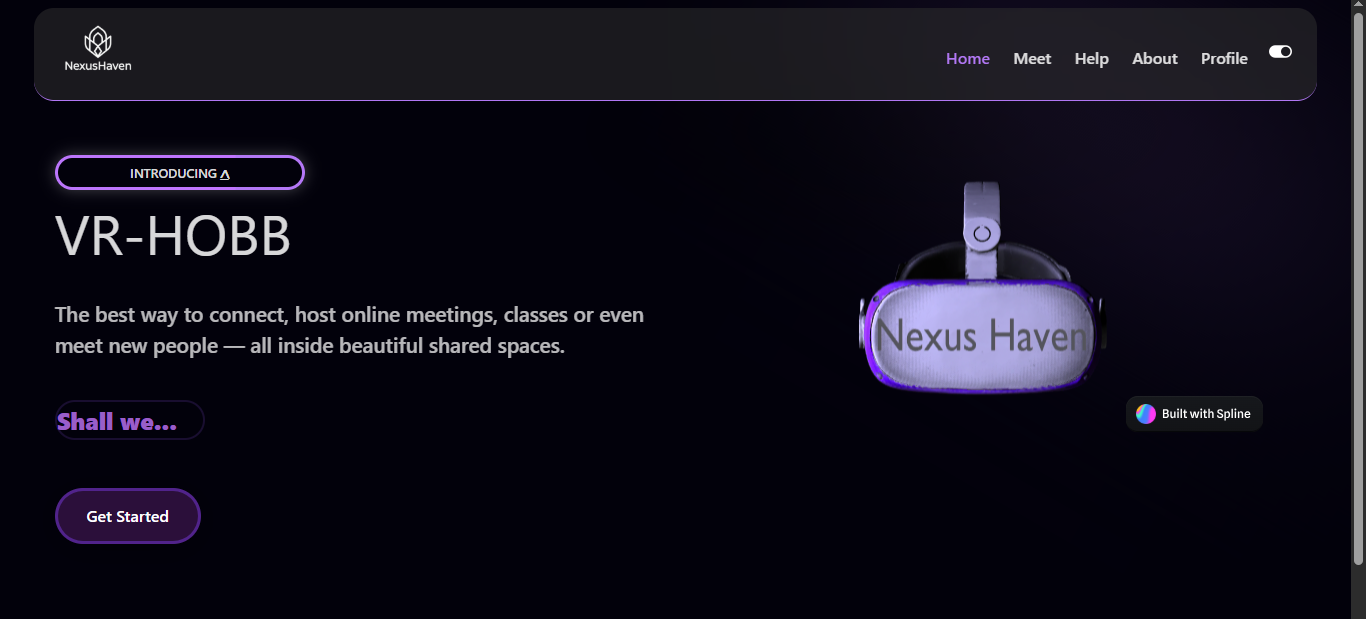 NexusHaven
Home Meet Help About Profile
INTRODUCING
VR-HOBB
The best way to connect, host online meetings, classes or even
meet new people — all inside beautiful shared spaces.
Nexus Haven
Built with Spline
Shall we...
Get Started